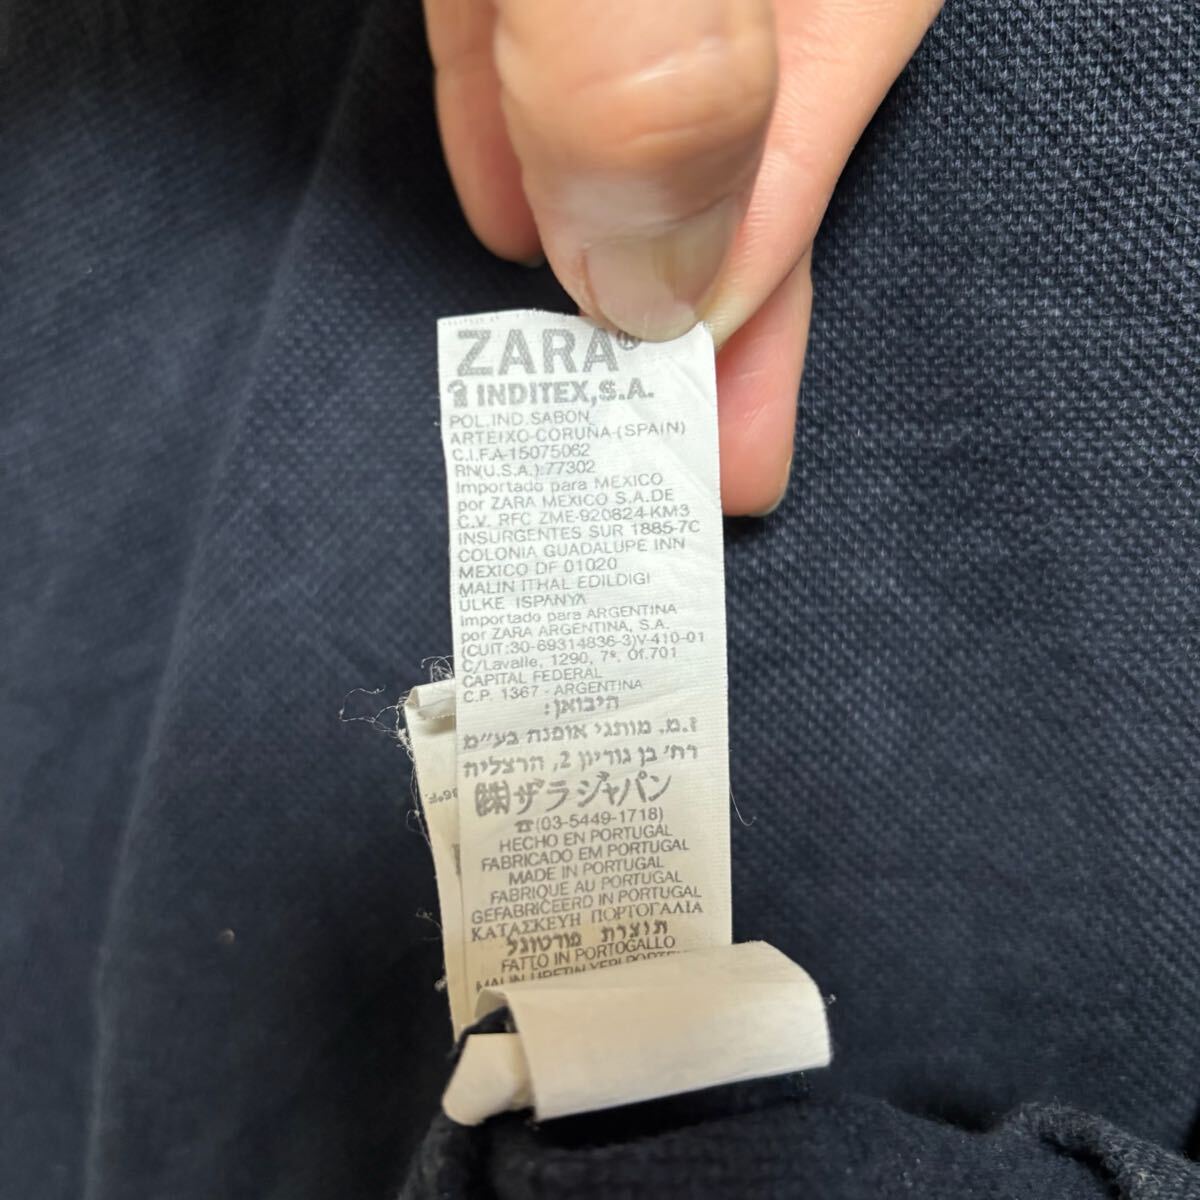 ZARA®
INDITEX,S.A.
POL.IND.SABON
ARTEIXO-CORUÑA-(SPAIN)
C.I.F.A-15075062
RN(U.S.A.):77302
Importado para MEXICO
por ZARA MEXICO S.A.DE
C.V. RFC ZME-920824-KM3
INSURGENTES SUR 1885-7C
COLONIA GUADALUPE INN
MEXICO DF 01020
MALIN ITHAL EDILDIGI
ÜLKE ISPANYA
Importado para ARGENTINA
por ZARA ARGENTINA, S.A.
(CUIT:30-69314836-3)V-410-01
C/Lavalle, 1290, 7º, Of.701
CAPITAL FEDERAL
C.P. 1367 - ARGENTINA
היבואן:
ז.מ. מותגי אופנה בע״מ
רח׳ בן גוריון 2, הרצליה
㈱ザラジャパン
☎(03-5449-1718)
HECHO EN PORTUGAL
FABRICADO EM PORTUGAL
MADE IN PORTUGAL
FABRIQUE AU PORTUGAL
GEFABRICEERD IN PORTUGAL
ΚΑΤΑΣΚΕΥΗ ΠΟΡΤΟΓΑΛΙΑ
תוצרת פורטוגל
FATTO IN PORTOGALLO
MALIN URETIN YERI